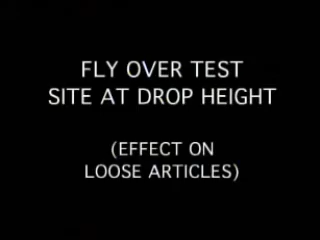 FLY OVER TEST
SITE AT DROP HEIGHT
(EFFECT ON
LOOSE ARTICLES)